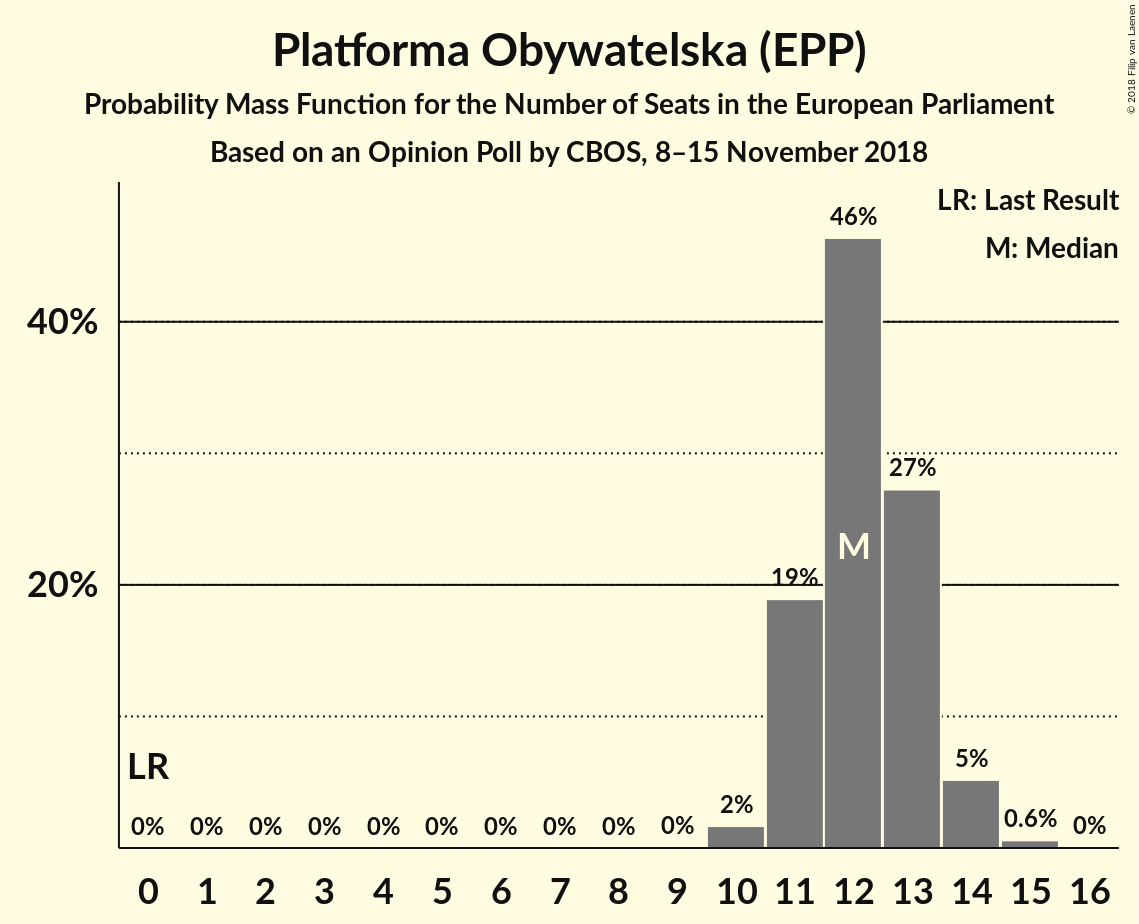 Platforma Obywatelska (EPP)
Probability Mass Function for the Number of Seats in the European Parliament
Based on an Opinion Poll by CBOS, 8–15 November 2018
© 2018 Filip van Laenen
LR: Last Result
M: Median
46%
40%
27%
M
19%
20%
LR
5%
2%
0.6%
0% 0% 0% 0% 0% 0% 0% 0% 0% 0% 0%
0 1 2 3 4 5 6 7 8 9 10 11 12 13 14 15 16